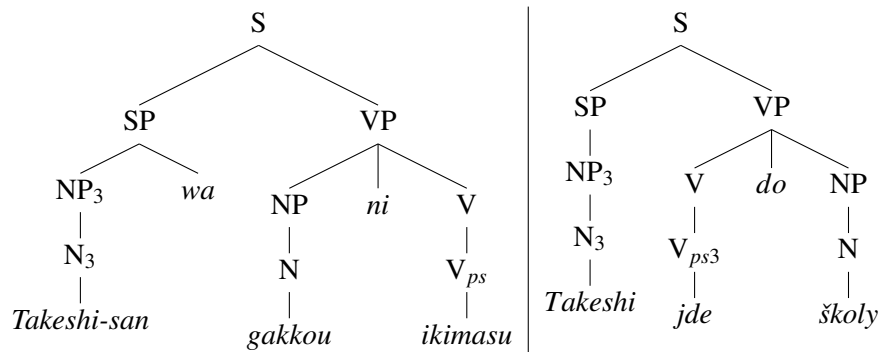 S
SP VP
NP₃ wa NP ni V
N₃ N Vₚₛ
Takeshi-san gakkou ikimasu
S
SP VP
NP₃ V do NP
N₃ Vₚₛ₃ N
Takeshi jde školy